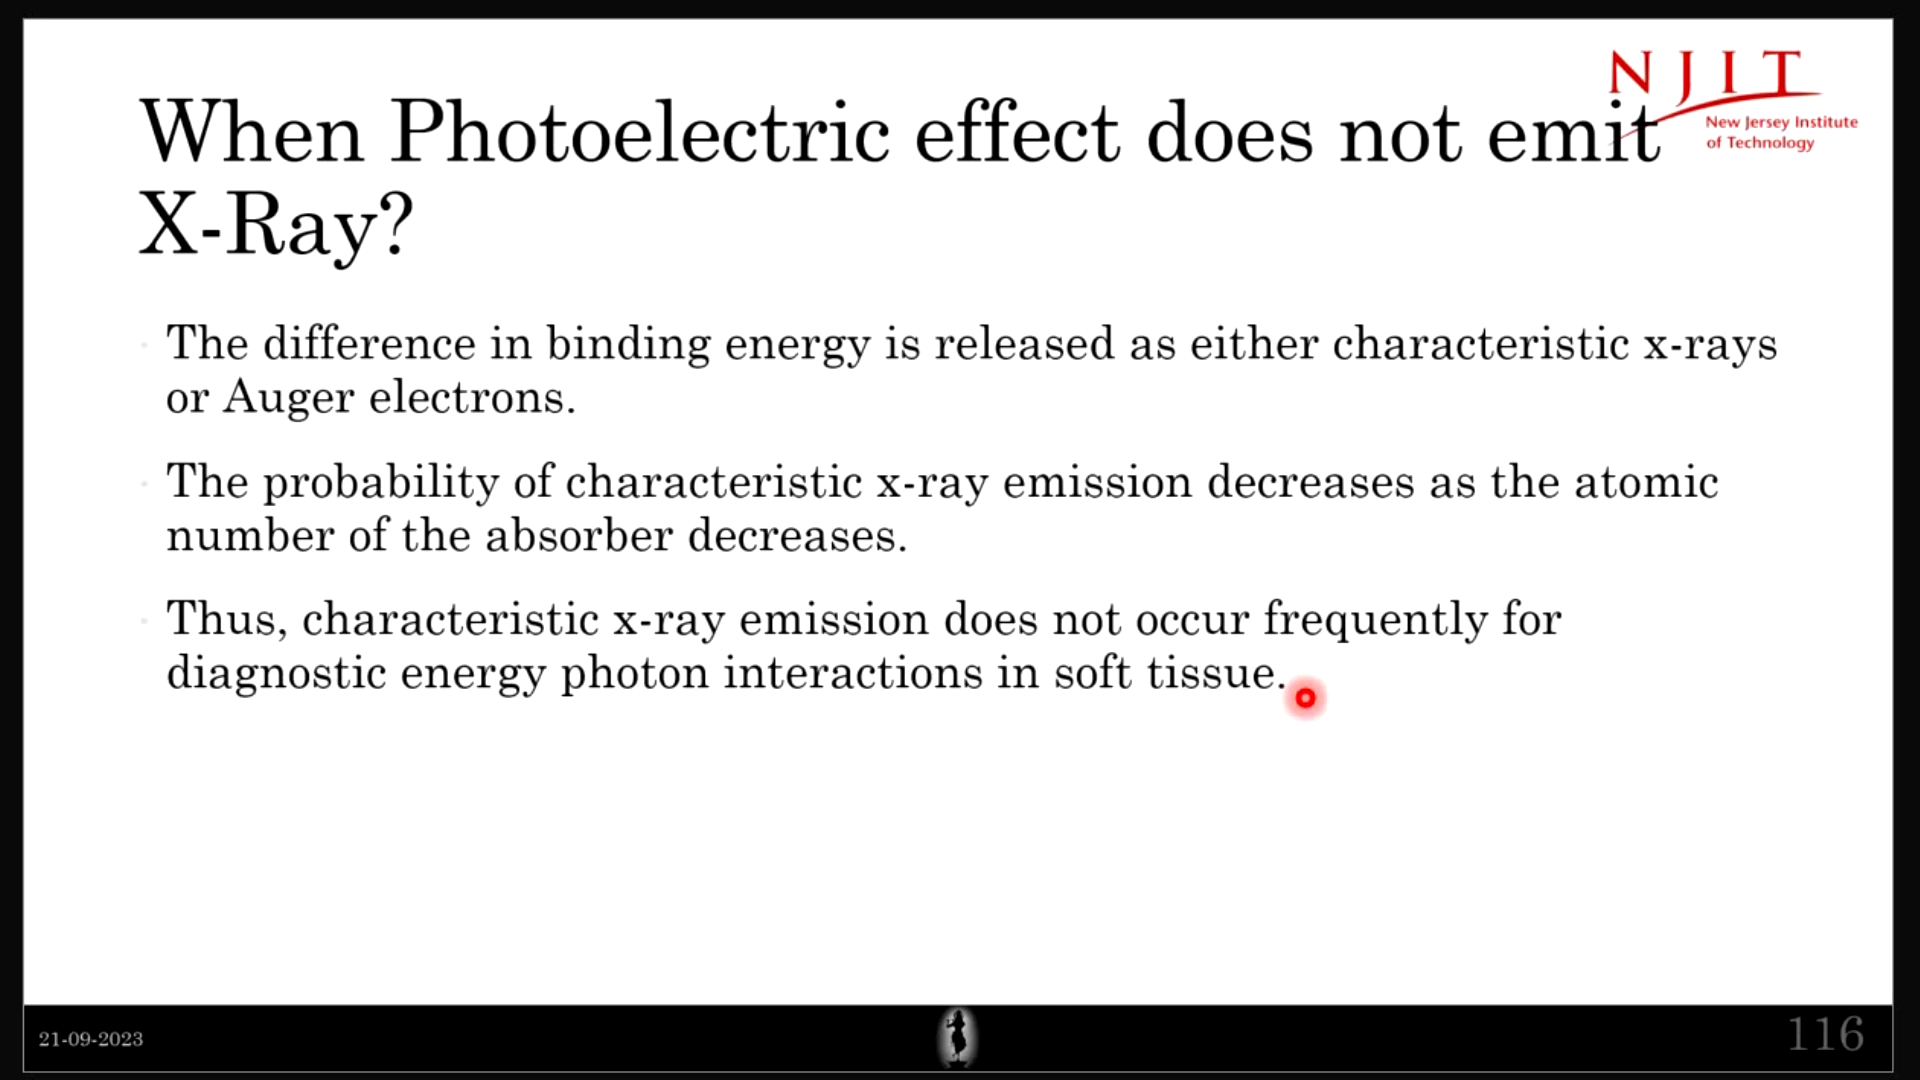 NJIT
New Jersey Institute
of Technology
When Photoelectric effect does not emit
X-Ray?
The difference in binding energy is released as either characteristic x-rays
or Auger electrons.
The probability of characteristic x-ray emission decreases as the atomic
number of the absorber decreases.
Thus, characteristic x-ray emission does not occur frequently for
diagnostic energy photon interactions in soft tissue.
21-09-2023
116